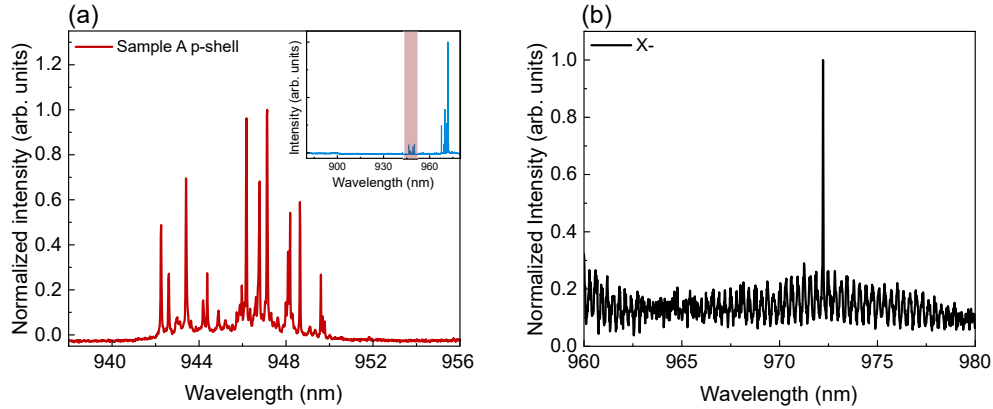 (a)
Sample A p-shell
Normalized intensity (arb. units)
1.2
1.0
0.8
0.6
0.4
0.2
0.0
940 944 948 952 956
Wavelength (nm)
Intensity (arb. units)
900 930 960
Wavelength (nm)
(b)
X-
Normalized Intensity (arb. units)
1.0
0.8
0.6
0.4
0.2
0.0
960 965 970 975 980
Wavelength (nm)